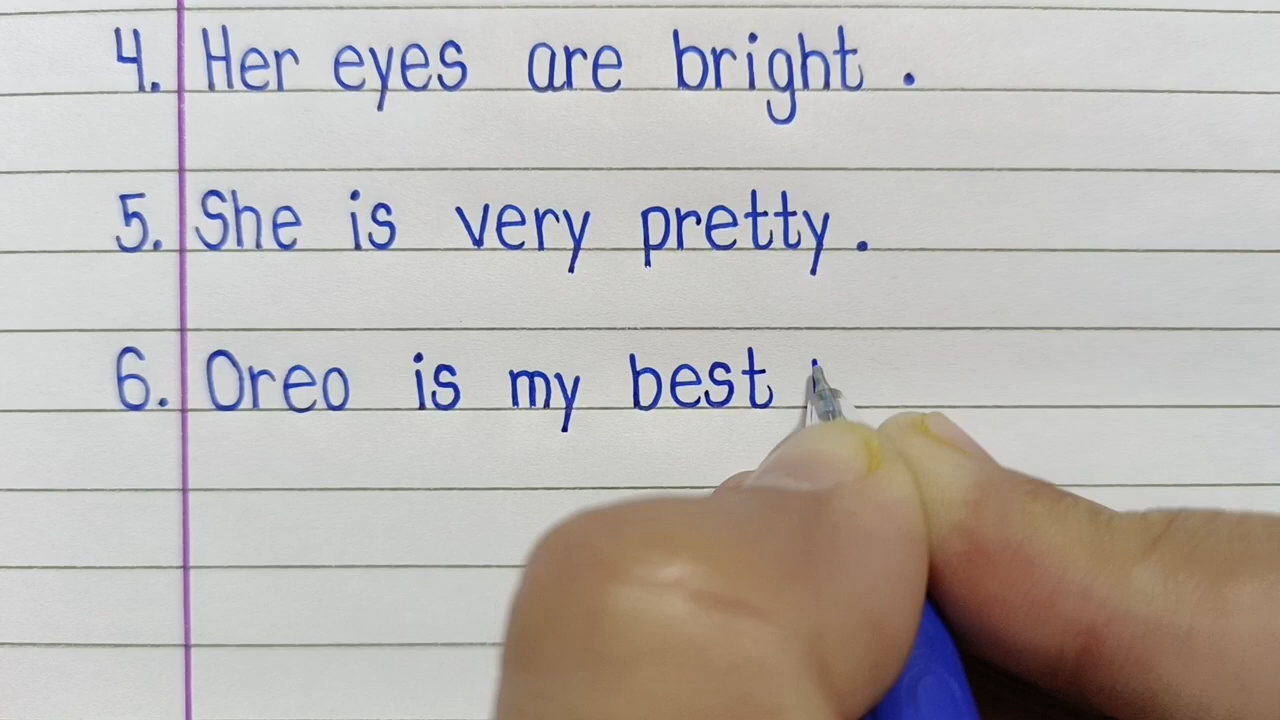 4. Her eyes are bright.
5. She is very pretty.
6. Oreo is my best